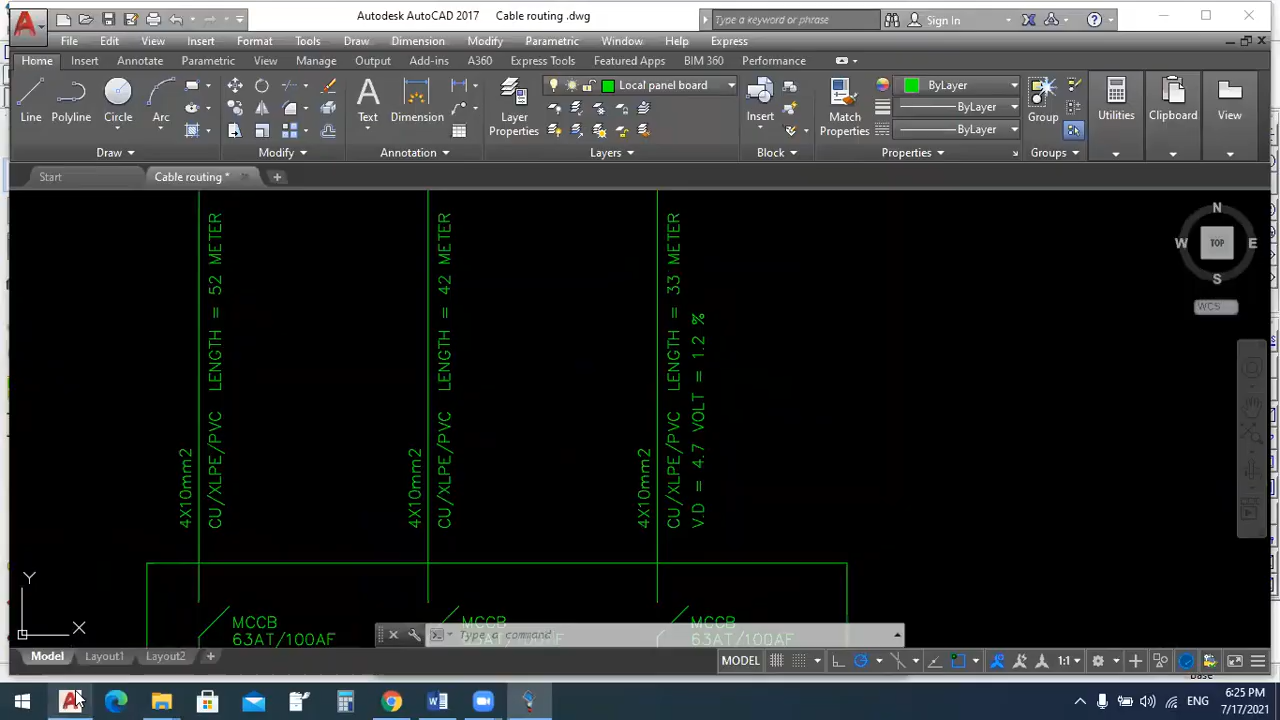 Autodesk AutoCAD 2017 Cable routing .dwg
Type a keyword or phrase
Sign In
File Edit View Insert Format Tools Draw Dimension Modify Parametric Window Help Express
Home Insert Annotate Parametric View Manage Output Add-ins A360 Express Tools Featured Apps BIM 360 Performance
Local panel board
ByLayer
ByLayer
ByLayer
Line Polyline Circle Arc
Text Dimension
Layer
Properties
Insert
Match
Properties
Group
Utilities
Clipboard
View
Draw
Modify
Annotation
Layers
Block
Properties
Groups
Start
Cable routing *
N
W
TOP
E
S
WCS
4X10mm2
CU/XLPE/PVC LENGTH = 52 METER
4X10mm2
CU/XLPE/PVC LENGTH = 42 METER
4X10mm2
CU/XLPE/PVC LENGTH = 33 METER
V.D = 4.7 VOLT = 1.2 %
Y
X
MCCB
63AT/100AF
MCCB
MCCB
63AT/100AF
Type a command
Model Layout1 Layout2
MODEL
1:1
Base
ENG
6:25 PM
7/17/2021